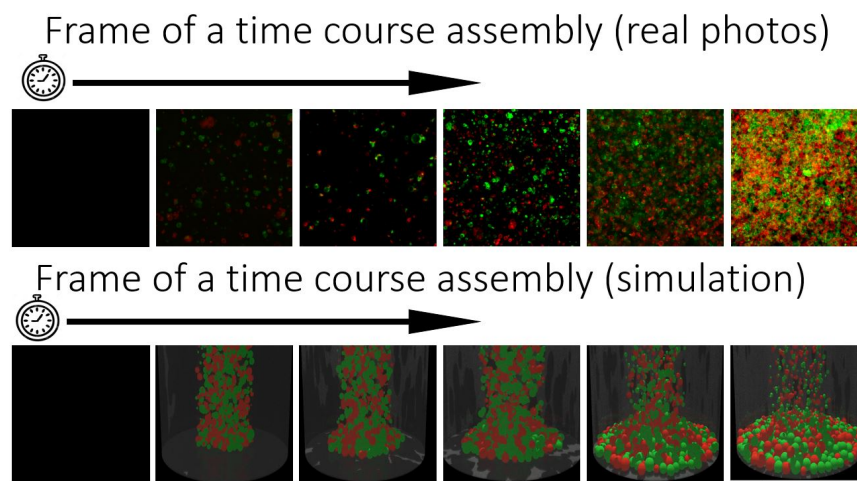 Frame of a time course assembly (real photos)
Frame of a time course assembly (simulation)